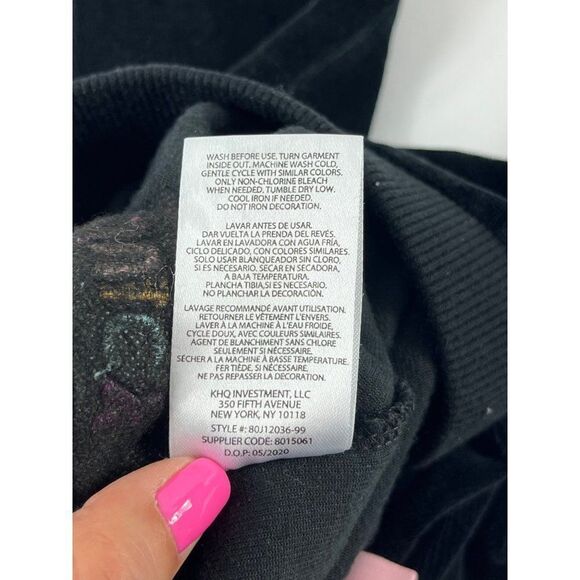 WASH BEFORE USE. TURN GARMENT
INSIDE OUT. MACHINE WASH COLD,
GENTLE CYCLE WITH SIMILAR COLORS.
ONLY NON-CHLORINE BLEACH
WHEN NEEDED, TUMBLE DRY LOW.
COOL IRON IF NEEDED.
DO NOT IRON DECORATION.
LAVAR ANTES DE USAR.
DAR VUELTA LA PRENDA DEL REVÉS.
LAVAR EN LAVADORA CON AGUA FRÍA,
CICLO DELICADO, CON COLORES SIMILARES.
SOLO USAR BLANQUEADOR SIN CLORO,
SI ES NECESARIO. SECAR EN SECADORA,
A BAJA TEMPERATURA.
PLANCHA TIBIA,SI ES NECESARIO.
NO PLANCHAR LA DECORACIÓN.
LAVAGE RECOMMANDÉ AVANT UTILISATION.
RETOURNER LE VÊTEMENT L'ENVERS.
LAVER À LA MACHINE À L'EAU FROIDE,
CYCLE DOUX, AVEC COULEURS SIMILAIRES.
AGENT DE BLANCHIMENT SANS CHLORE
SEULEMENT SI NÉCESSAIRE.
SÉCHER À LA MACHINE À BASSE TEMPÉRATURE.
FER TIÈDE, SI NÉCESSAIRE.
NE PAS REPASSER LA DECORATION.
KHQ INVESTMENT, LLC
350 FIFTH AVENUE
NEW YORK, NY 10118
STYLE #: 80J12036-99
SUPPLIER CODE: 8015061
D.O.P: 05/2020